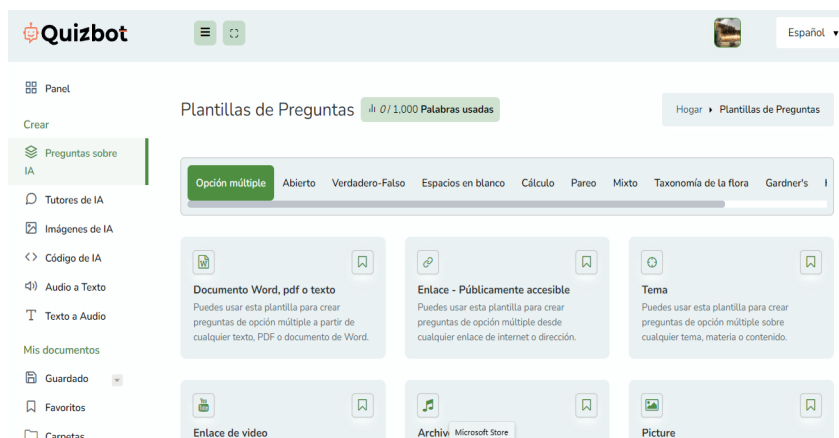 Quizbot
Español
Panel
Crear
Preguntas sobre
IA
Tutores de IA
Imágenes de IA
Código de IA
Audio a Texto
Texto a Audio
Mis documentos
Guardado
Favoritos
Carpetas
Plantillas de Preguntas
0 / 1,000 Palabras usadas
Hogar Plantillas de Preguntas
Opción múltiple Abierto Verdadero-Falso Espacios en blanco Cálculo Pareo Mixto Taxonomía de la flora Gardner's
Documento Word, pdf o texto
Puedes usar esta plantilla para crear
preguntas de opción múltiple a partir de
cualquier texto, PDF o documento de Word.
Enlace - Públicamente accesible
Puedes usar esta plantilla para crear
preguntas de opción múltiple desde
cualquier enlace de internet o dirección.
Tema
Puedes usar esta plantilla para crear
preguntas de opción múltiple sobre
cualquier tema, materia o contenido.
Enlace de video
Archiv
Microsoft Store
Picture